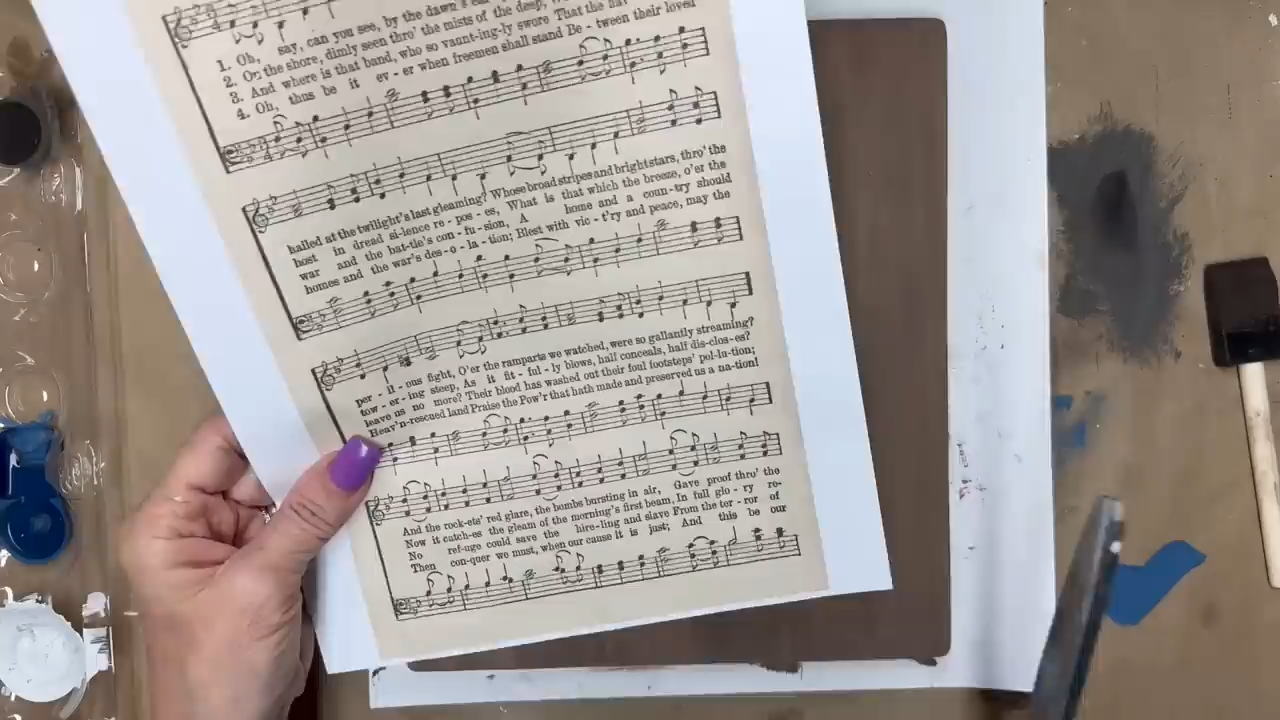 1. Oh, say, can you see, by the dawn's
2. On the shore, dimly seen thro' the mists of the deep,
3. And where is that band, who so vaunt-ing-ly swore That the
4. Oh, thus be it ev - er when freemen shall stand Be - tween their loved
hailed at the twilight's last gleaming? Whose broad stripes and bright stars, thro' the
host in dread si-lence re - pos - es, What is that which the breeze, o'er the
war and the bat-tle's con - fu - sion, A home and a coun-try should
homes and the war's des - o - la - tion; Blest with vic - t'ry and peace, may the
per - il - ous fight, O'er the ramparts we watched, were so gallantly streaming?
tow - er - ing steep, As it fit - ful - ly blows, half conceals, half dis-clos-es?
leave us no more? Their blood has washed out their foul footsteps' pol-lu-tion;
Heav'n-rescued land Praise the Pow'r that hath made and preserved us a na-tion!
And the rock-ets' red glare, the bombs bursting in air, Gave proof thro' the
Now it catch-es the gleam of the morning's first beam, In full glo - ry re-
No ref-uge could save the hire-ling and slave From the ter - ror of
Then con-quer we must, when our cause it is just; And this be our